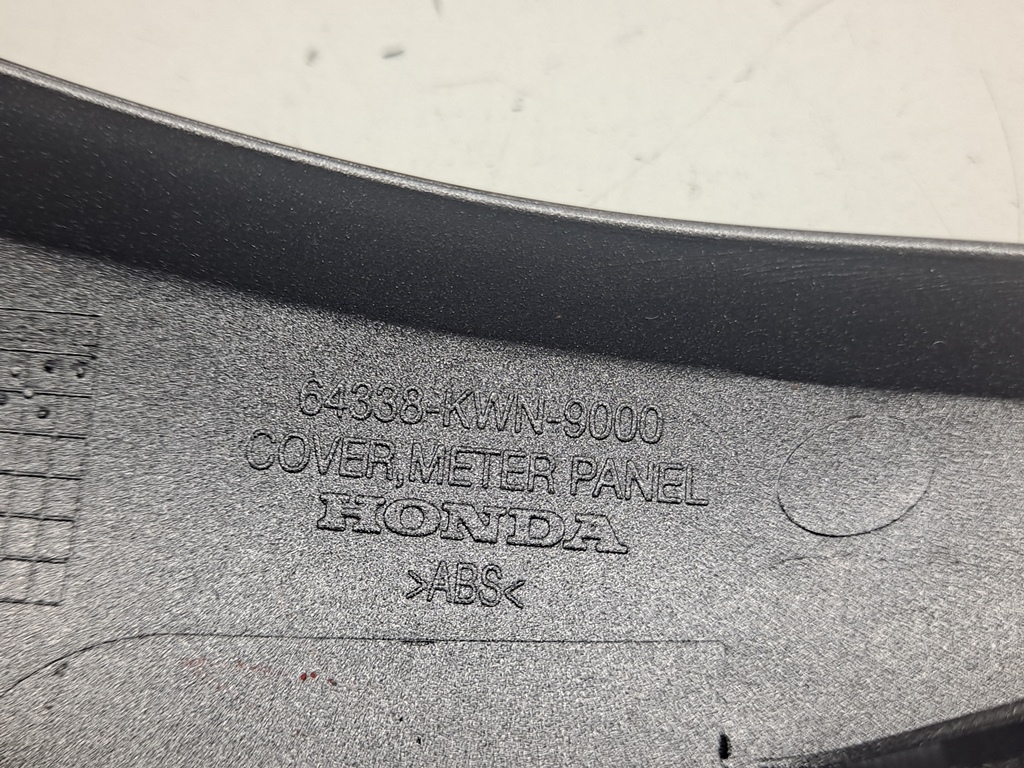 64338-KWN-9000
COVER,METER PANEL
HONDA
>ABS<